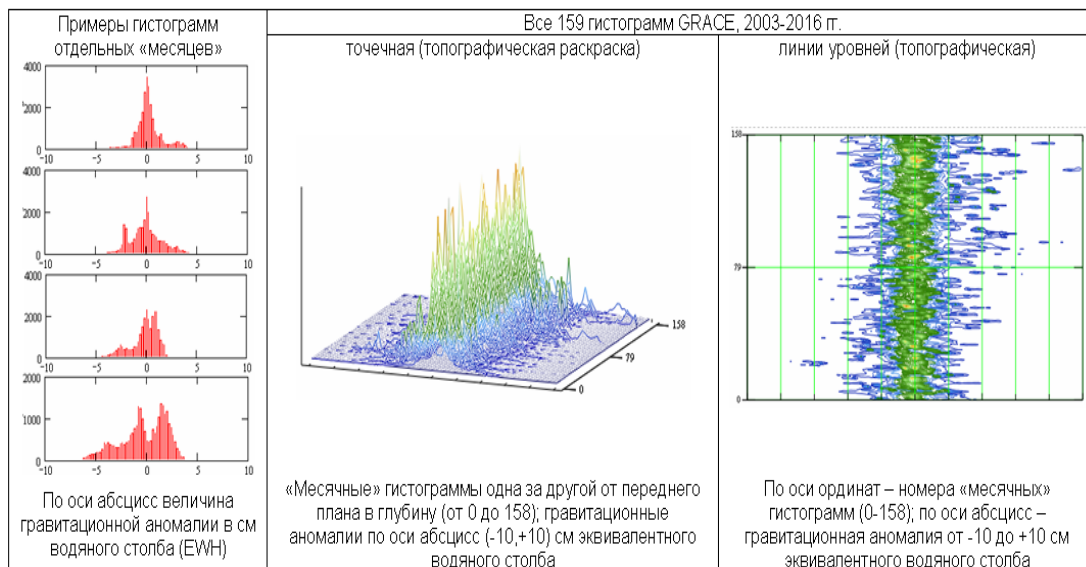 Примеры гистограмм
отдельных «месяцев»
Все 159 гистограмм GRACE, 2003-2016 гг.
точечная (топографическая раскраска)
линии уровней (топографическая)
4000
2000
0
−10 −5 0 5 10
4000
2000
0
−10 −5 0 5 10
4000
2000
0
−10 −5 0 5 10
2000
1000
0
−10 −5 0 5 10
158
79
0
158
79
0
По оси абсцисс величина
гравитационной аномалии в см
водяного столба (EWH)
«Месячные» гистограммы одна за другой от переднего
плана в глубину (от 0 до 158); гравитационные
аномалии по оси абсцисс (-10,+10) см эквивалентного
водяного столба
По оси ординат – номера «месячных»
гистограмм (0-158); по оси абсцисс –
гравитационная аномалия от -10 до +10 см
эквивалентного водяного столба